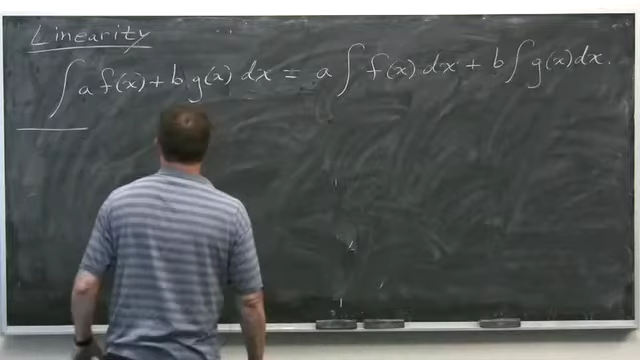 Linearity
∫ a f(x) + b g(x) dx = a ∫ f(x) dx + b ∫ g(x) dx.